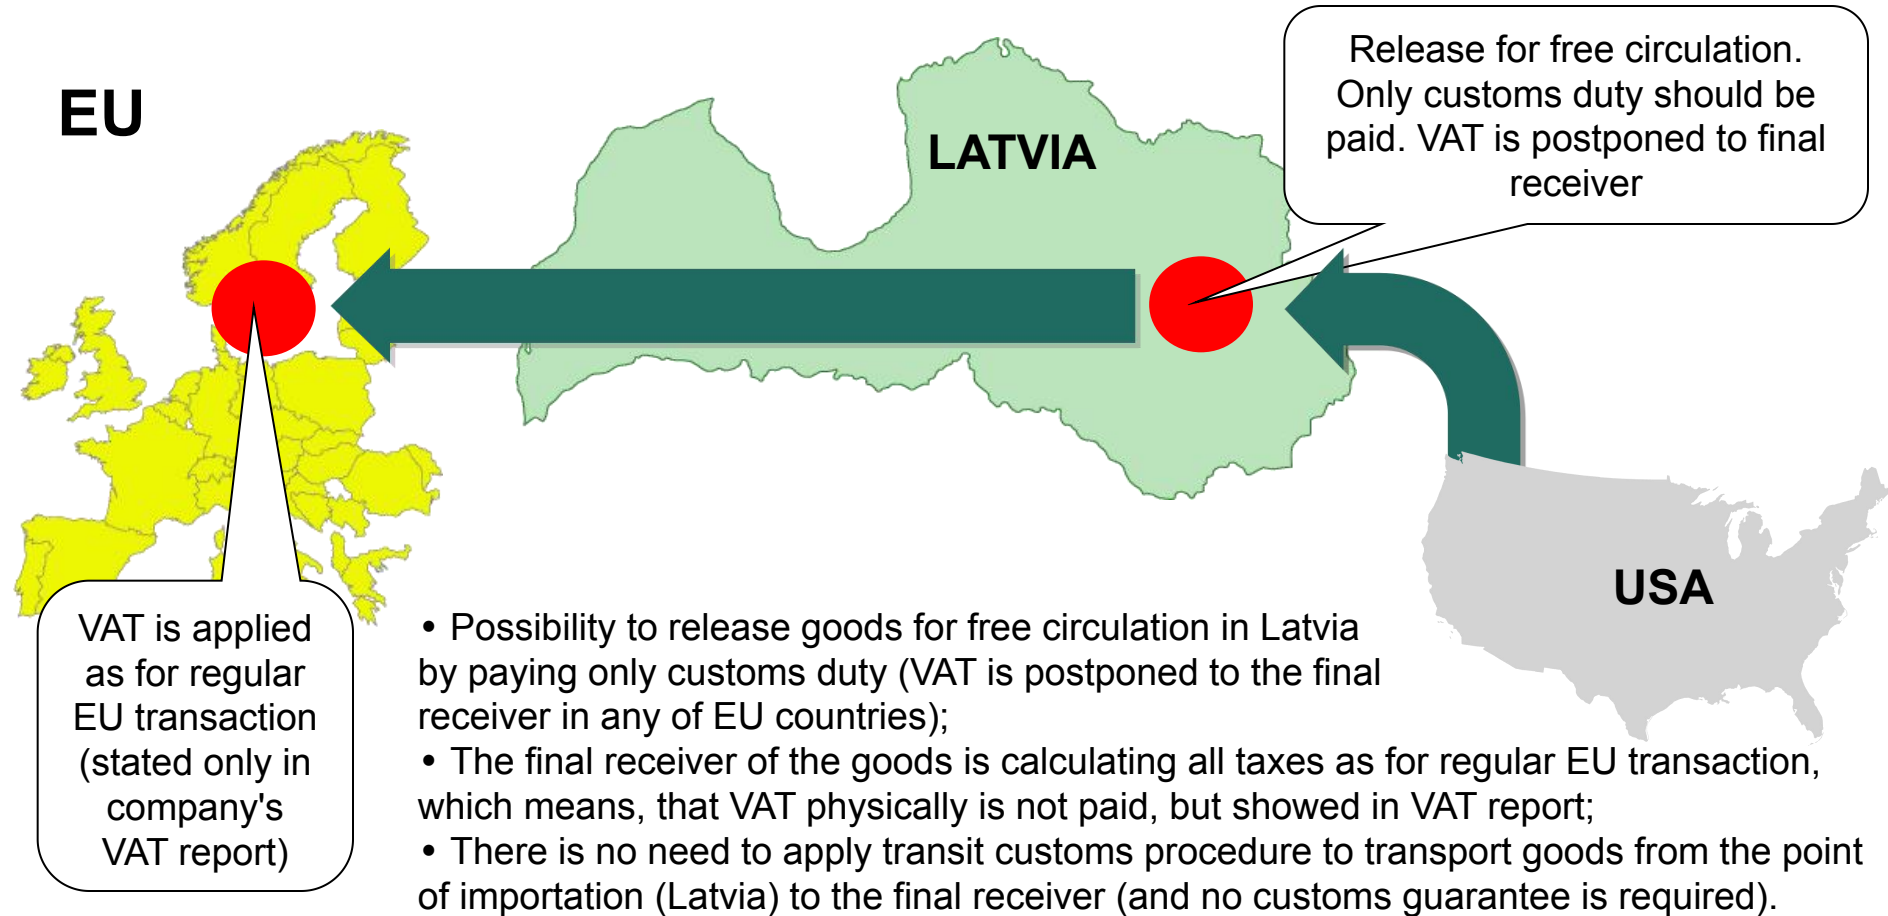 EU
LATVIA
Release for free circulation.
Only customs duty should be
paid. VAT is postponed to final
receiver
USA
VAT is applied
as for regular
EU transaction
(stated only in
company's
VAT report)
• Possibility to release goods for free circulation in Latvia
by paying only customs duty (VAT is postponed to the final
receiver in any of EU countries);
• The final receiver of the goods is calculating all taxes as for regular EU transaction,
which means, that VAT physically is not paid, but showed in VAT report;
• There is no need to apply transit customs procedure to transport goods from the point
of importation (Latvia) to the final receiver (and no customs guarantee is required).